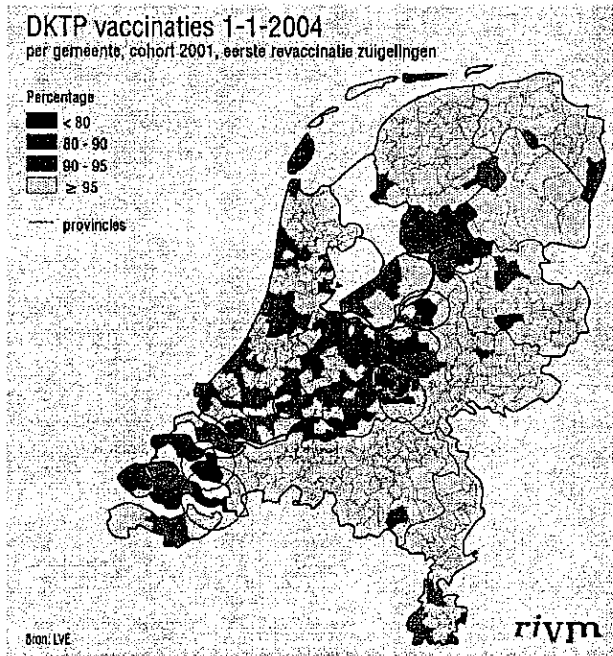 DKTP vaccinaties 1-1-2004
per gemeente, cohort 2001, eerste revaccinatie zuigelingen
Percentage
< 80
80 - 90
90 - 95
≥ 95
provincies
Bron: LVE
rivm